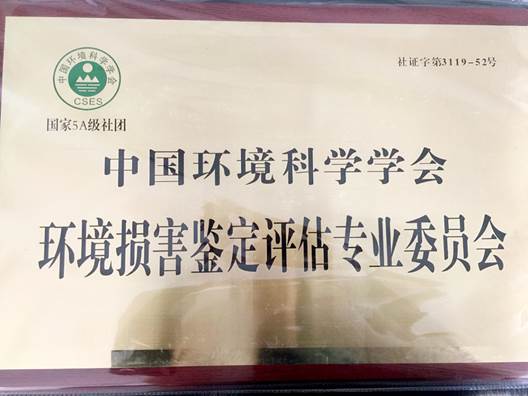 中国环境科学学会
CSES
社证字第3119-52号
国家5A级社团
中国环境科学学会
环境损害鉴定评估专业委员会